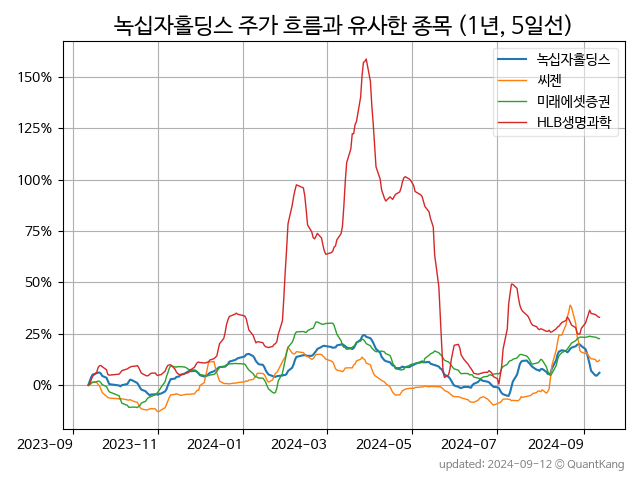 녹십자홀딩스 주가 흐름과 유사한 종목 (1년, 5일선)
녹십자홀딩스
씨젠
미래에셋증권
HLB생명과학
150%
125%
100%
75%
50%
25%
0%
2023-09 2023-11 2024-01 2024-03 2024-05 2024-07 2024-09
updated: 2024-09-12 © QuantKang